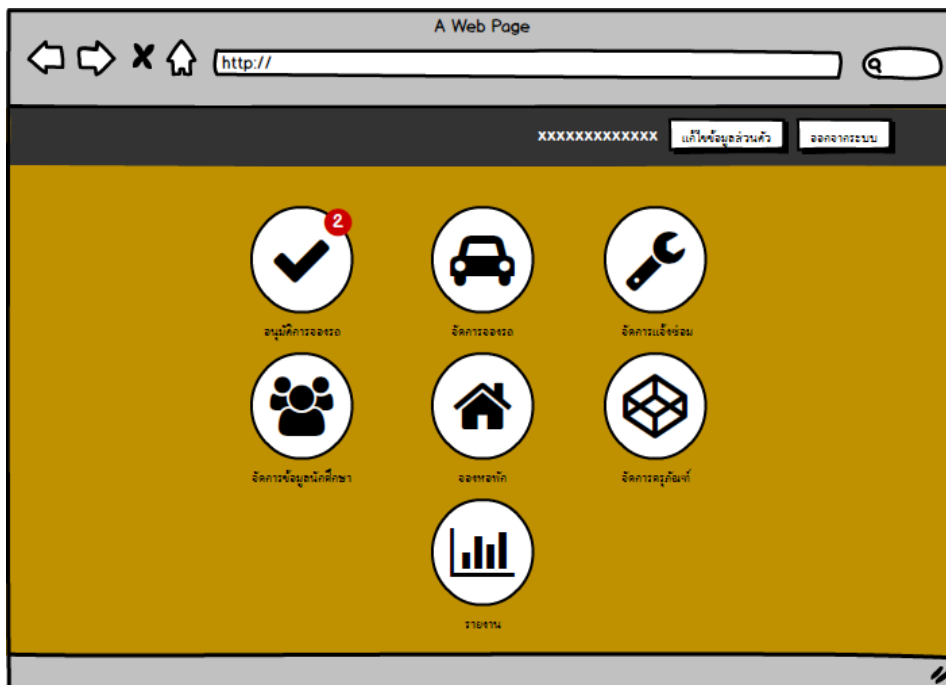 A Web Page
http://
xxxxxxxxxxxxx แก้ไขข้อมูลส่วนตัว ออกจากระบบ
2
อนุมัติการจองรถ จัดการจองรถ จัดการแจ้งซ่อม
จัดการข้อมูลนักศึกษา จองหอพัก จัดการครุภัณฑ์
รายงาน